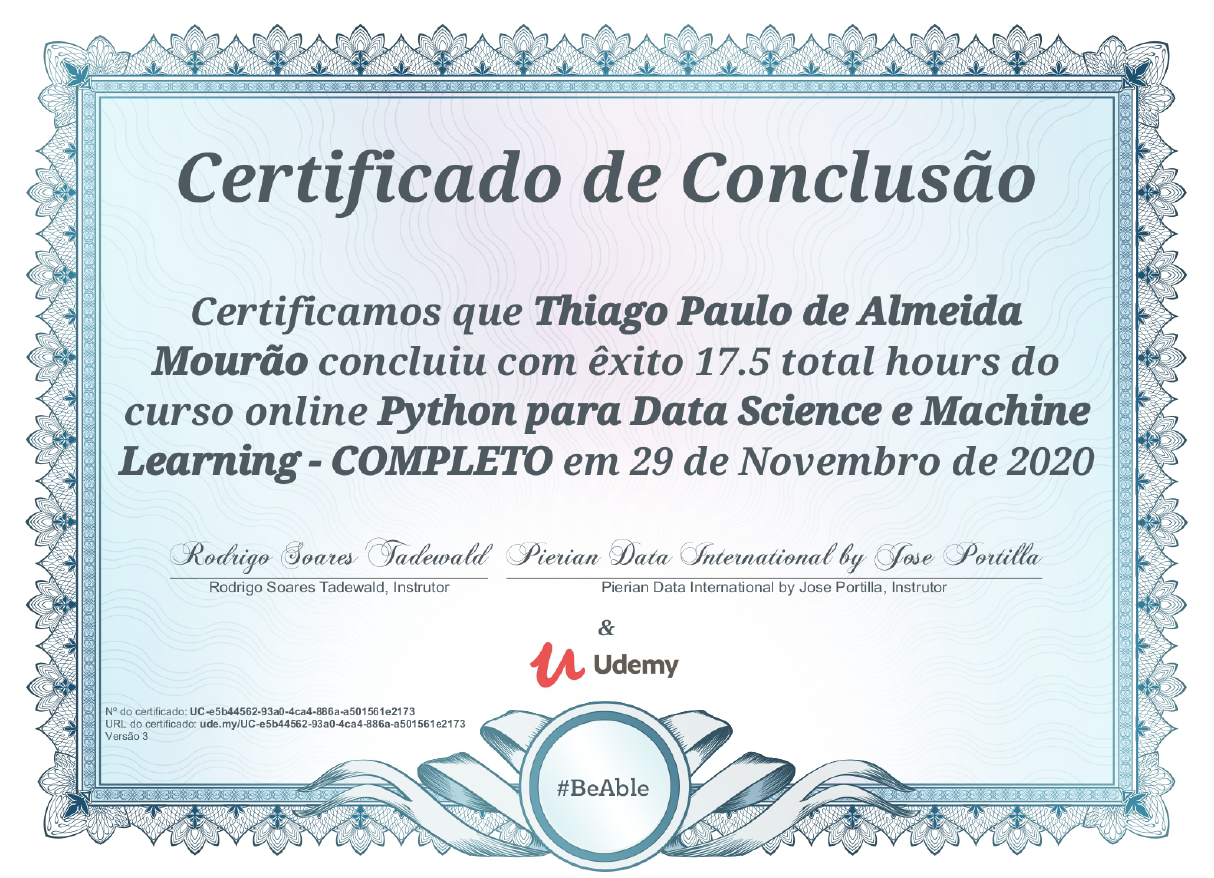 Certificado de Conclusão
Certificamos que Thiago Paulo de Almeida
Mourão concluiu com êxito 17.5 total hours do
curso online Python para Data Science e Machine
Learning - COMPLETO em 29 de Novembro de 2020
Rodrigo Soares Tadewald Pierian Data International by Jose Portilla
Rodrigo Soares Tadewald, Instrutor Pierian Data International by Jose Portilla, Instrutor
&
Udemy
Nº do certificado: UC-e5b44562-93a0-4ca4-886a-a501561e2173
URL do certificado: ude.my/UC-e5b44562-93a0-4ca4-886a-a501561e2173
Versão 3
#BeAble